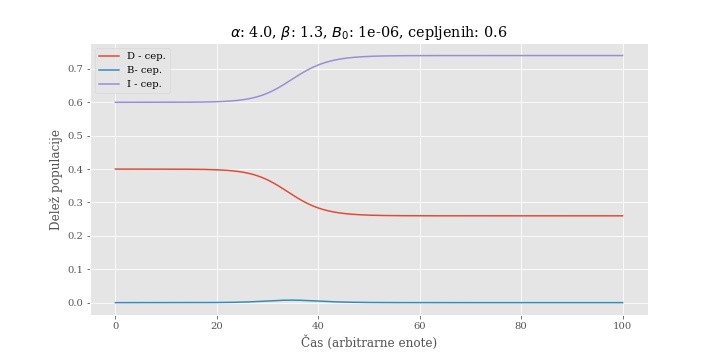 α: 4.0, β: 1.3, B₀: 1e-06, cepljenih: 0.6
D - cep.
B- cep.
I - cep.
0.7
0.6
0.5
0.4
0.3
0.2
0.1
0.0
Delež populacije
0 20 40 60 80 100
Čas (arbitrarne enote)